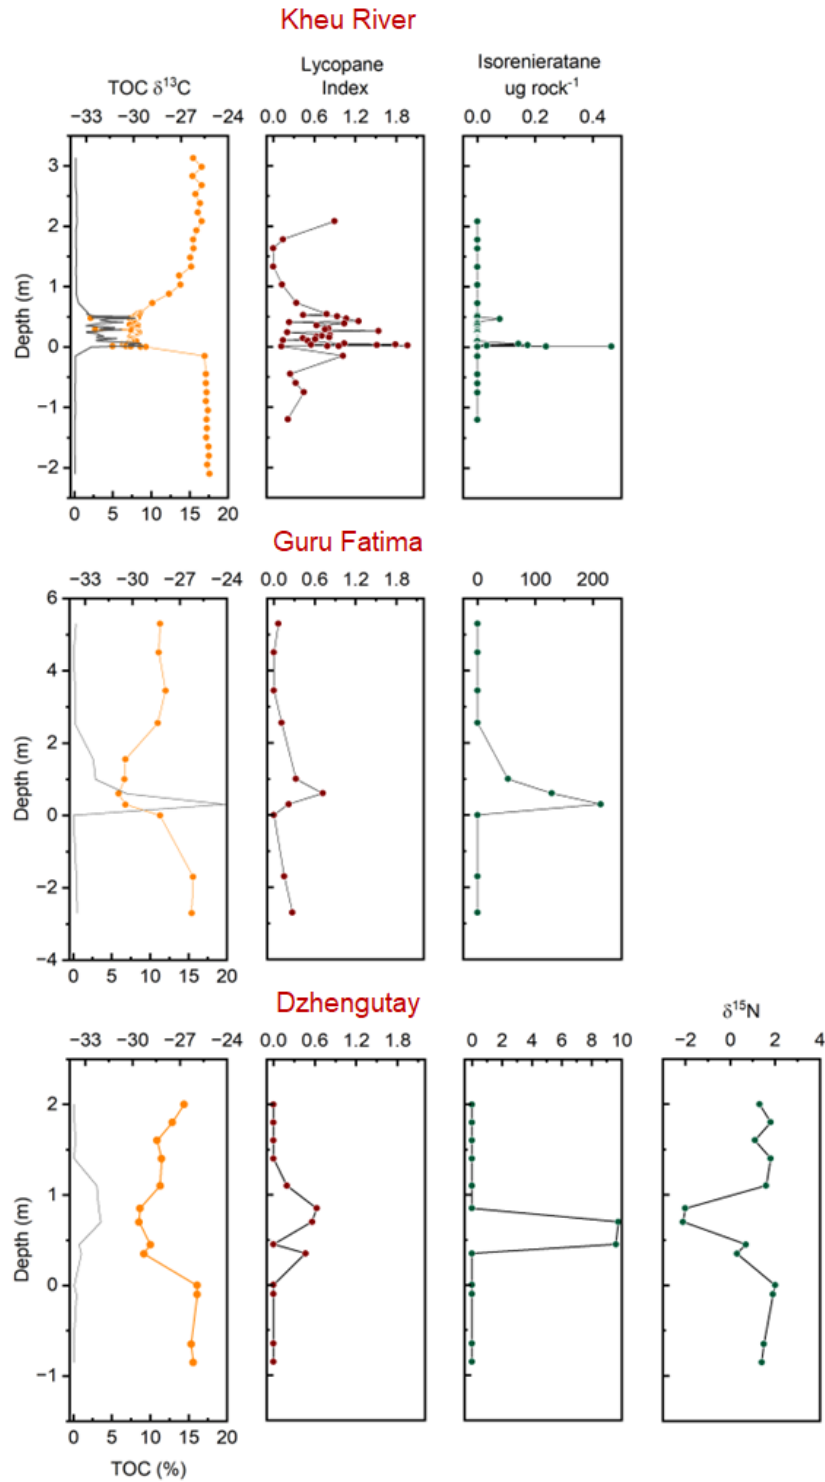 Kheu River
TOC δ¹³C
Lycopane
Index
Isorenieratane
ug rock⁻¹
−33 −30 −27 −24
0.0 0.6 1.2 1.8
0.0 0.2 0.4
Depth (m)
3
2
1
0
−1
−2
0 5 10 15 20
Guru Fatima
−33 −30 −27 −24
0.0 0.6 1.2 1.8
0 100 200
Depth (m)
6
4
2
0
−2
−4
0 5 10 15 20
Dzhengutay
δ¹⁵N
−33 −30 −27 −24
0.0 0.6 1.2 1.8
0 2 4 6 8 10
−2 0 2 4
Depth (m)
2
1
0
−1
0 5 10 15 20
TOC (%)